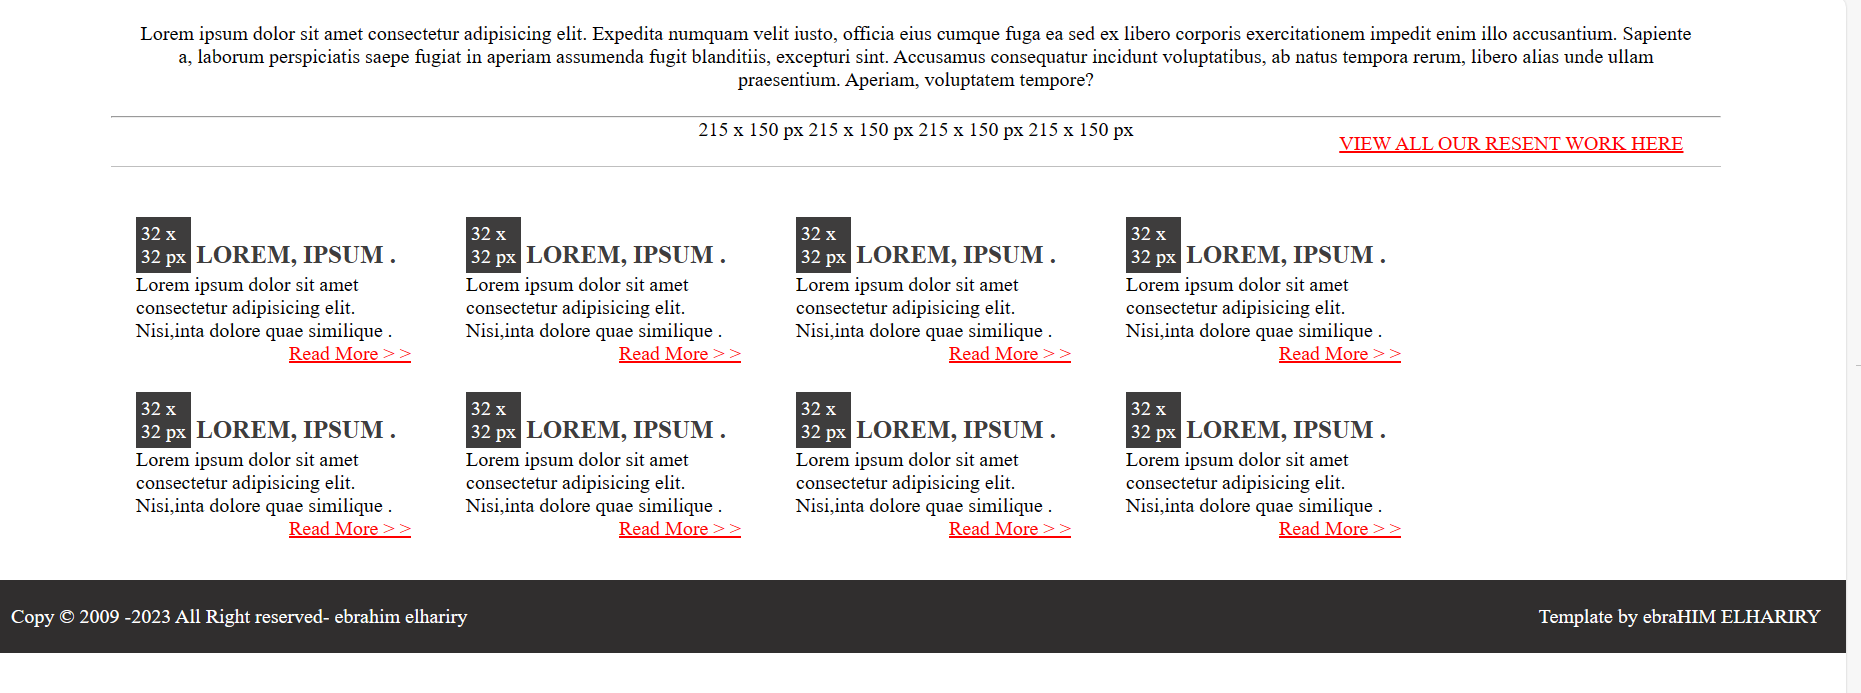 Lorem ipsum dolor sit amet consectetur adipisicing elit. Expedita numquam velit iusto, officia eius cumque fuga ea sed ex libero corporis exercitationem impedit enim illo accusantium. Sapiente
a, laborum perspiciatis saepe fugiat in aperiam assumenda fugit blanditiis, excepturi sint. Accusamus consequatur incidunt voluptatibus, ab natus tempora rerum, libero alias unde ullam
praesentium. Aperiam, voluptatem tempore?
215 x 150 px 215 x 150 px 215 x 150 px 215 x 150 px
VIEW ALL OUR RESENT WORK HERE
32 x
32 px LOREM, IPSUM .
Lorem ipsum dolor sit amet
consectetur adipisicing elit.
Nisi,inta dolore quae similique .
Read More > >
32 x
32 px LOREM, IPSUM .
Lorem ipsum dolor sit amet
consectetur adipisicing elit.
Nisi,inta dolore quae similique .
Read More > >
32 x
32 px LOREM, IPSUM .
Lorem ipsum dolor sit amet
consectetur adipisicing elit.
Nisi,inta dolore quae similique .
Read More > >
32 x
32 px LOREM, IPSUM .
Lorem ipsum dolor sit amet
consectetur adipisicing elit.
Nisi,inta dolore quae similique .
Read More > >
32 x
32 px LOREM, IPSUM .
Lorem ipsum dolor sit amet
consectetur adipisicing elit.
Nisi,inta dolore quae similique .
Read More > >
32 x
32 px LOREM, IPSUM .
Lorem ipsum dolor sit amet
consectetur adipisicing elit.
Nisi,inta dolore quae similique .
Read More > >
32 x
32 px LOREM, IPSUM .
Lorem ipsum dolor sit amet
consectetur adipisicing elit.
Nisi,inta dolore quae similique .
Read More > >
32 x
32 px LOREM, IPSUM .
Lorem ipsum dolor sit amet
consectetur adipisicing elit.
Nisi,inta dolore quae similique .
Read More > >
Copy © 2009 -2023 All Right reserved- ebrahim elhariry
Template by ebraHIM ELHARIRY